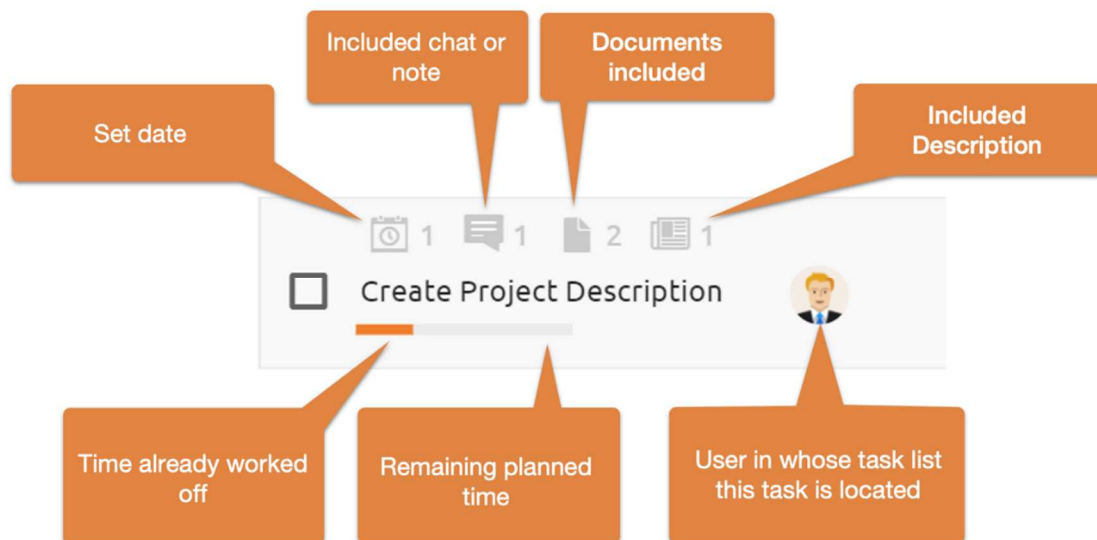 Included chat or
note
Documents
included
Set date
Included
Description
1
1
2
1
Create Project Description
Time already worked
off
Remaining planned
time
User in whose task list
this task is located